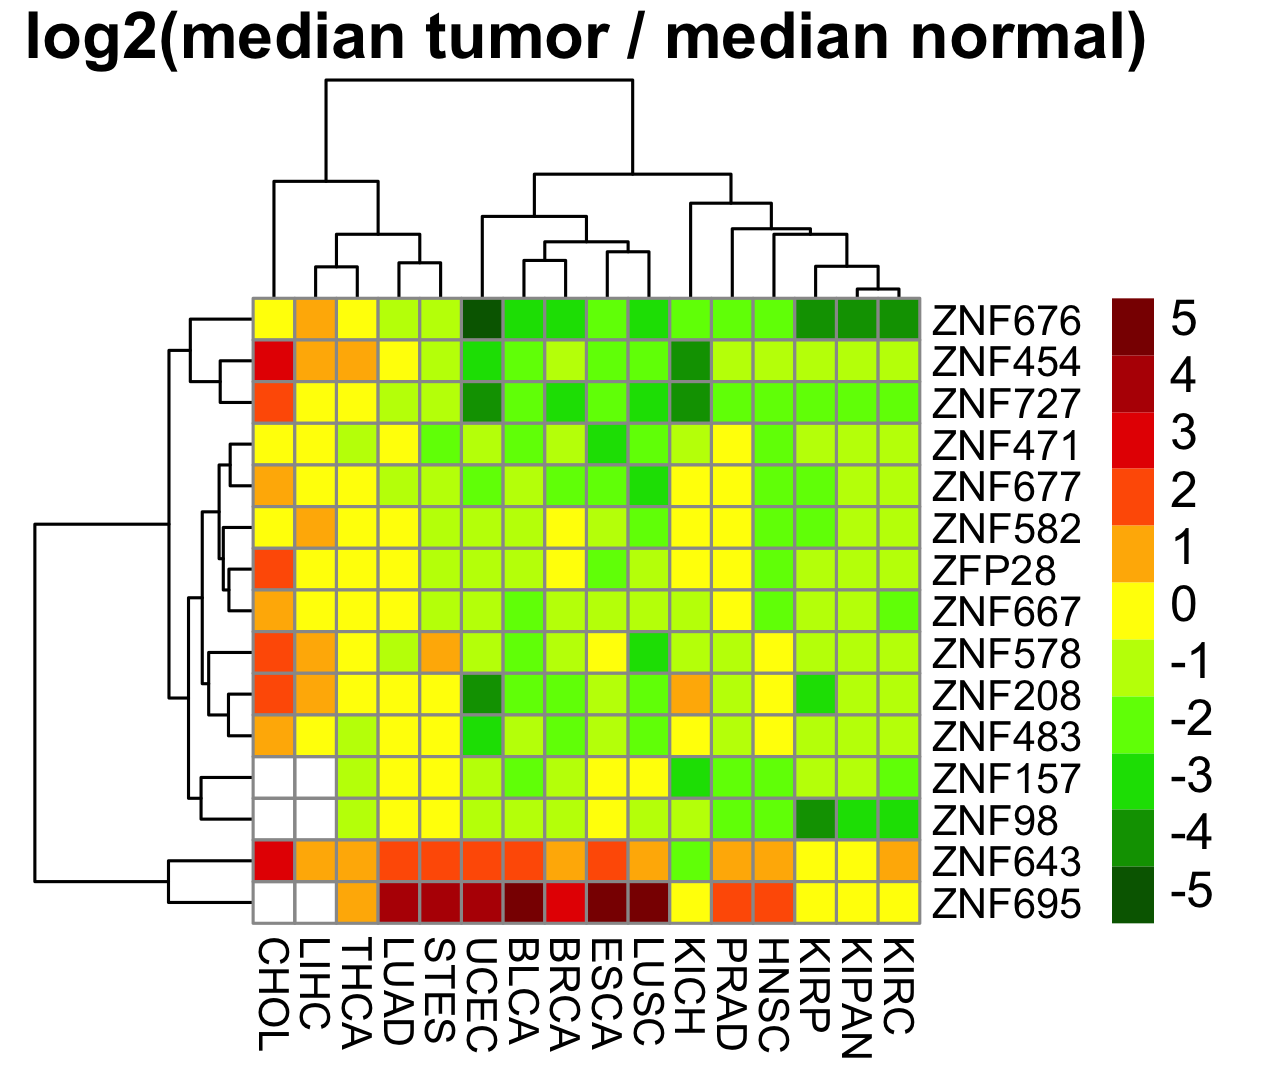 log2(median tumor / median normal)
ZNF676
ZNF454
ZNF727
ZNF471
ZNF677
ZNF582
ZFP28
ZNF667
ZNF578
ZNF208
ZNF483
ZNF157
ZNF98
ZNF643
ZNF695
5
4
3
2
1
0
-1
-2
-3
-4
-5
CHOL
LIHC
THCA
LUAD
STES
UCEC
BLCA
BRCA
ESCA
LUSC
KICH
PRAD
HNSC
KIRP
KIPAN
KIRC